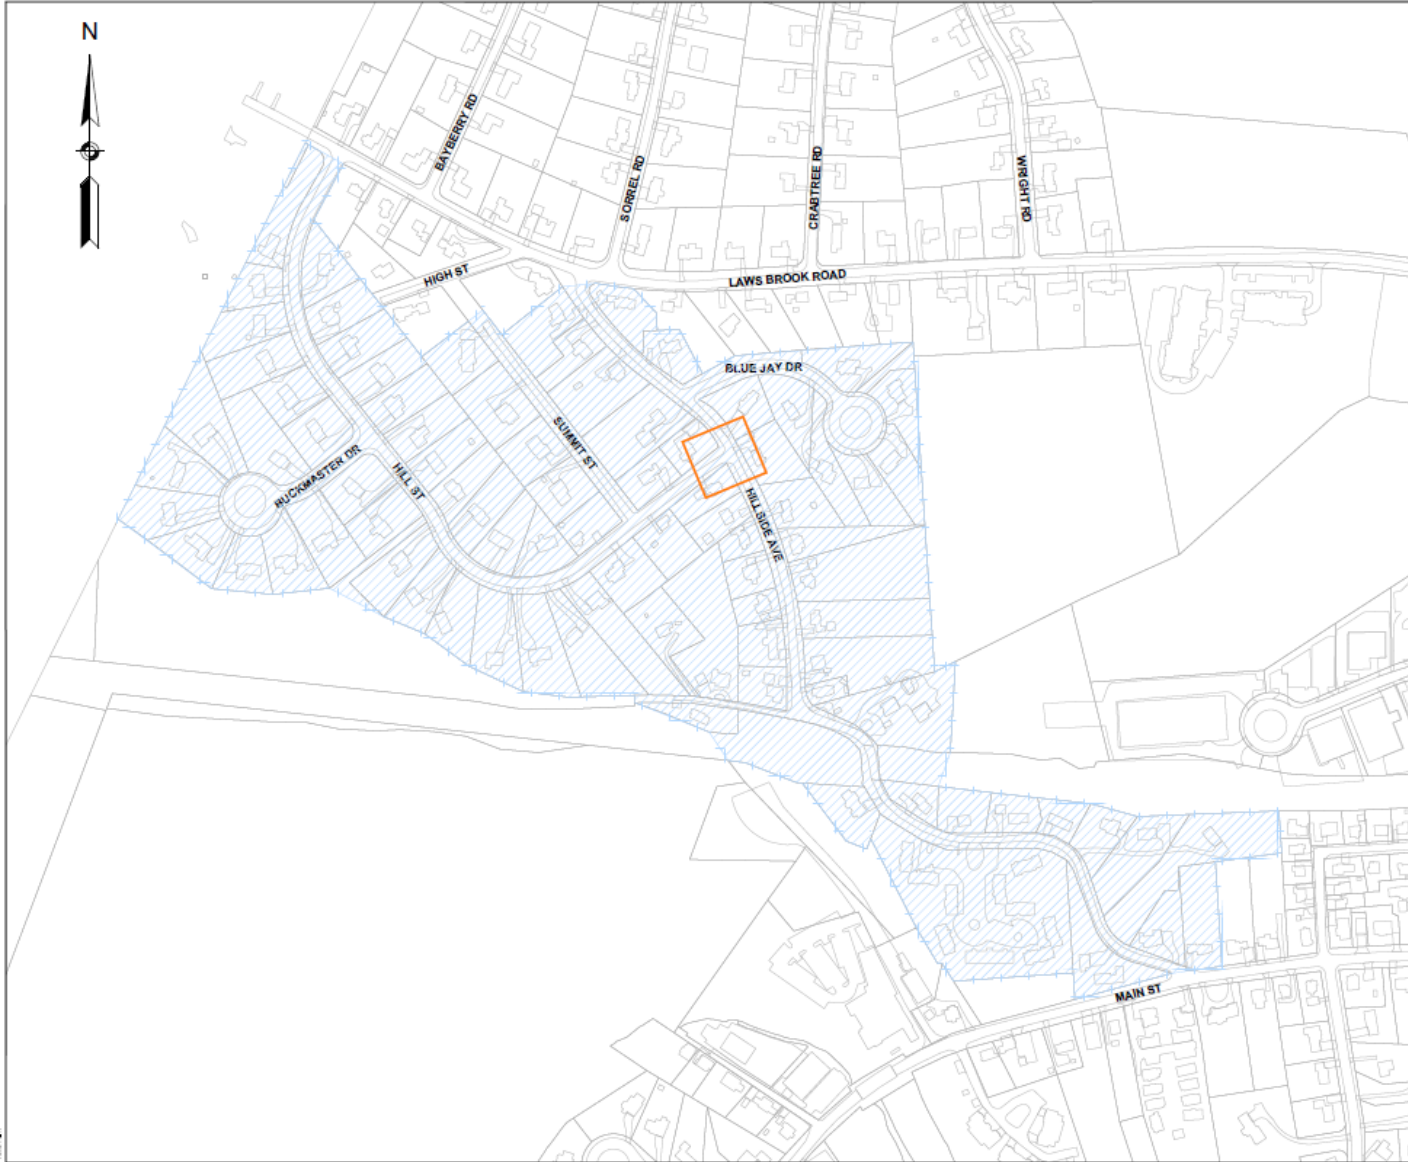 N
BAYBERRY RD
SORREL RD
CRABTREE RD
WRIGHT RD
HIGH ST
LAWS BROOK ROAD
BLUE JAY DR
SUMMIT ST
HUCKMASTER DR
HILL ST
HILLSIDE AVE
MAIN ST